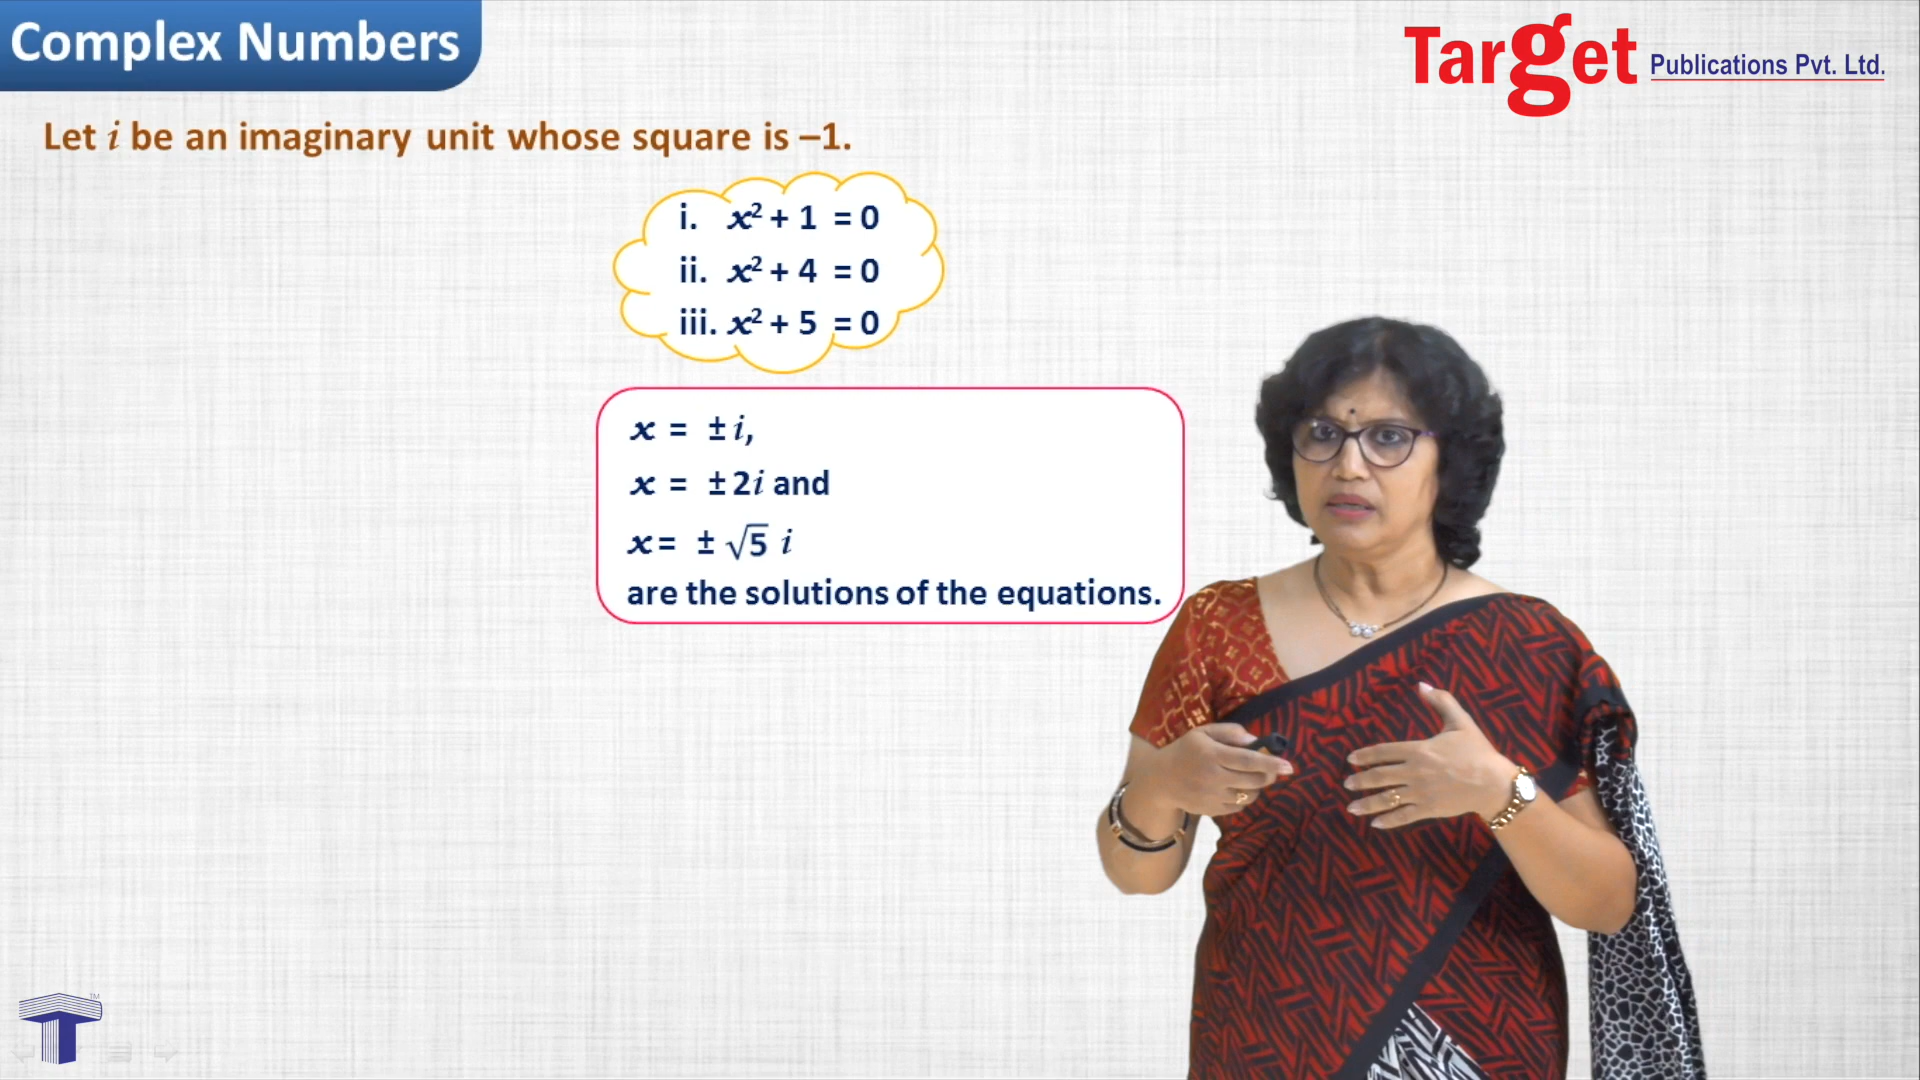 Complex Numbers
Target Publications Pvt. Ltd.
Let i be an imaginary unit whose square is –1.
i. x² + 1 = 0
ii. x² + 4 = 0
iii. x² + 5 = 0
x = ± i,
x = ± 2i and
x = ± √5 i
are the solutions of the equations.
TM